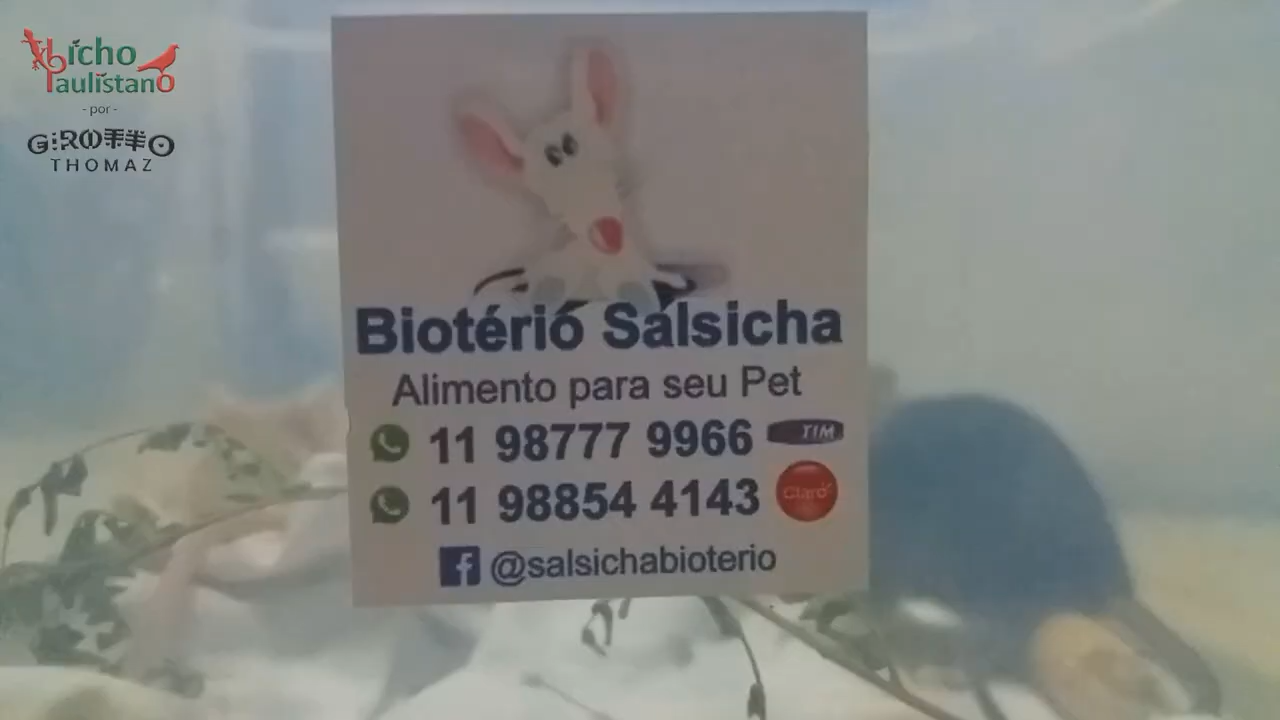 bicho
Paulistano
- por -
GIROTTO
THOMAZ
Biotério Salsicha
Alimento para seu Pet
11 98777 9966 TIM
11 98854 4143 Claro
@salsichabioterio